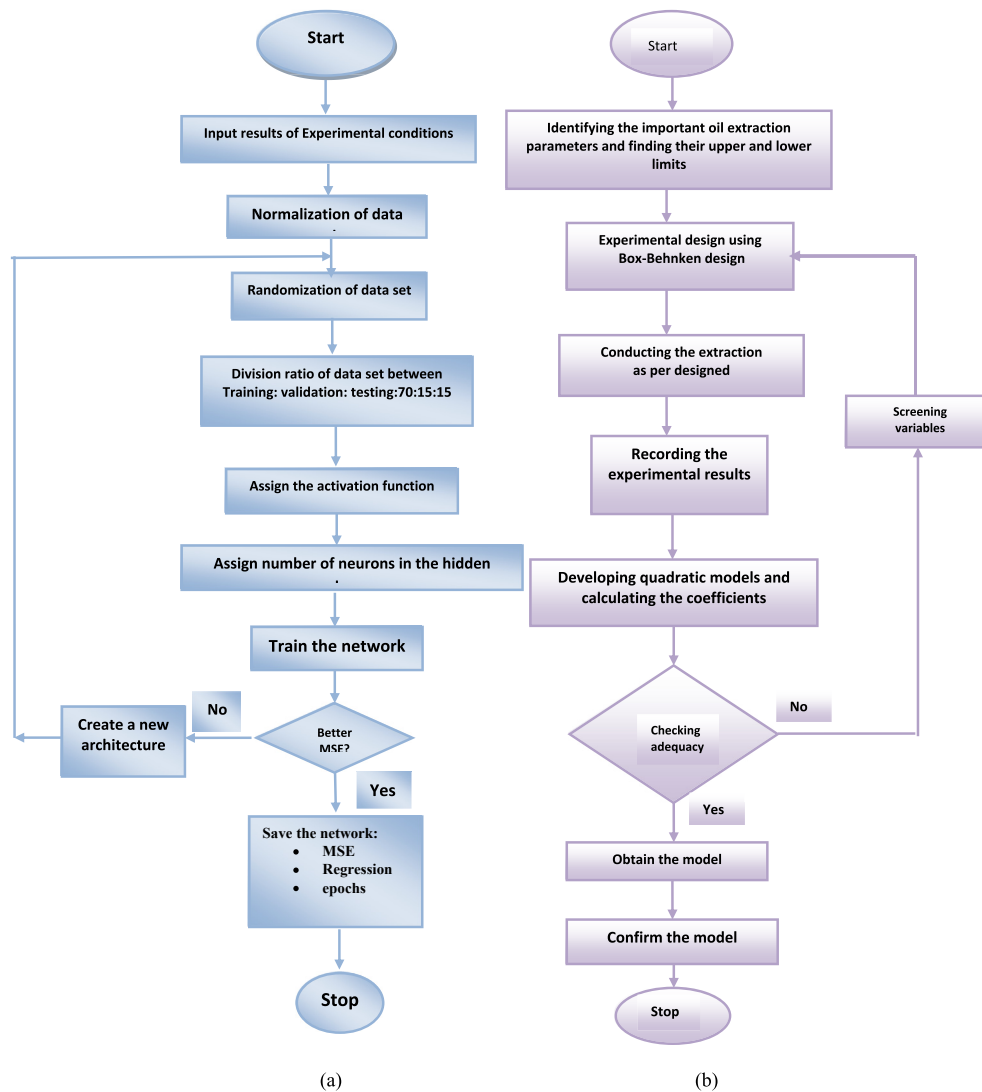 Start
Input results of Experimental conditions
Normalization of data
.
Randomization of data set
Division ratio of data set between
Training: validation: testing:70:15:15
Assign the activation function
Assign number of neurons in the hidden
.
Train the network
Better
MSE?
No
Create a new
architecture
Yes
Save the network:
• MSE
• Regression
• epochs
Stop
(a)
Start
Identifying the important oil extraction
parameters and finding their upper and lower
limits
Experimental design using
Box-Behnken design
Conducting the extraction
as per designed
Recording the
experimental results
Developing quadratic models and
calculating the coefficients
Checking
adequacy
No
Screening
variables
Yes
Obtain the model
Confirm the model
Stop
(b)